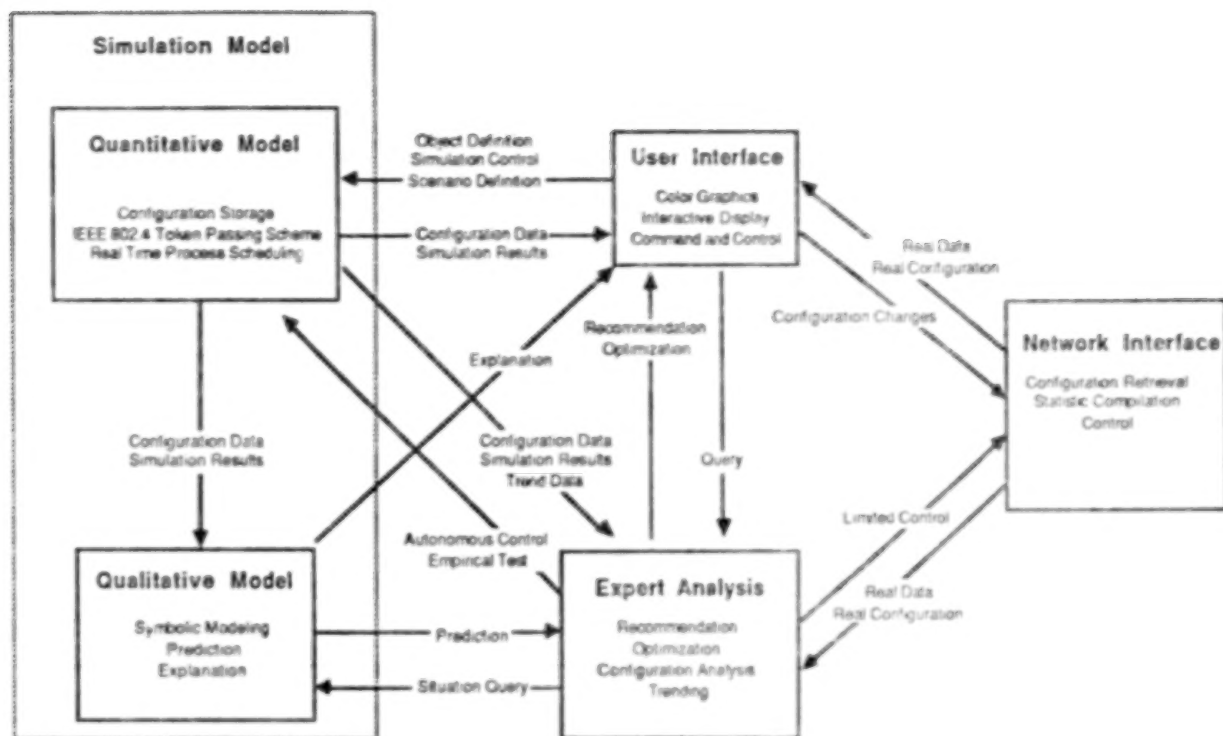 Simulation Model
Quantitative Model
Configuration Storage
IEEE 802.4 Token Passing Scheme
Real Time Process Scheduling
Object Definition
Simulation Control
Scenario Definition
Configuration Data
Simulation Results
User Interface
Color Graphics
Interactive Display
Command and Control
Real Data
Real Configuration
Configuration Changes
Network Interface
Configuration Retrieval
Statistic Compilation
Control
Recommendation
Optimization
Explanation
Configuration Data
Simulation Results
Configuration Data
Simulation Results
Trend Data
Query
Limited Control
Autonomous Control
Empirical Test
Qualitative Model
Symbolic Modeling
Prediction
Explanation
Prediction
Situation Query
Expert Analysis
Recommendation
Optimization
Configuration Analysis
Trending
Real Data
Real Configuration